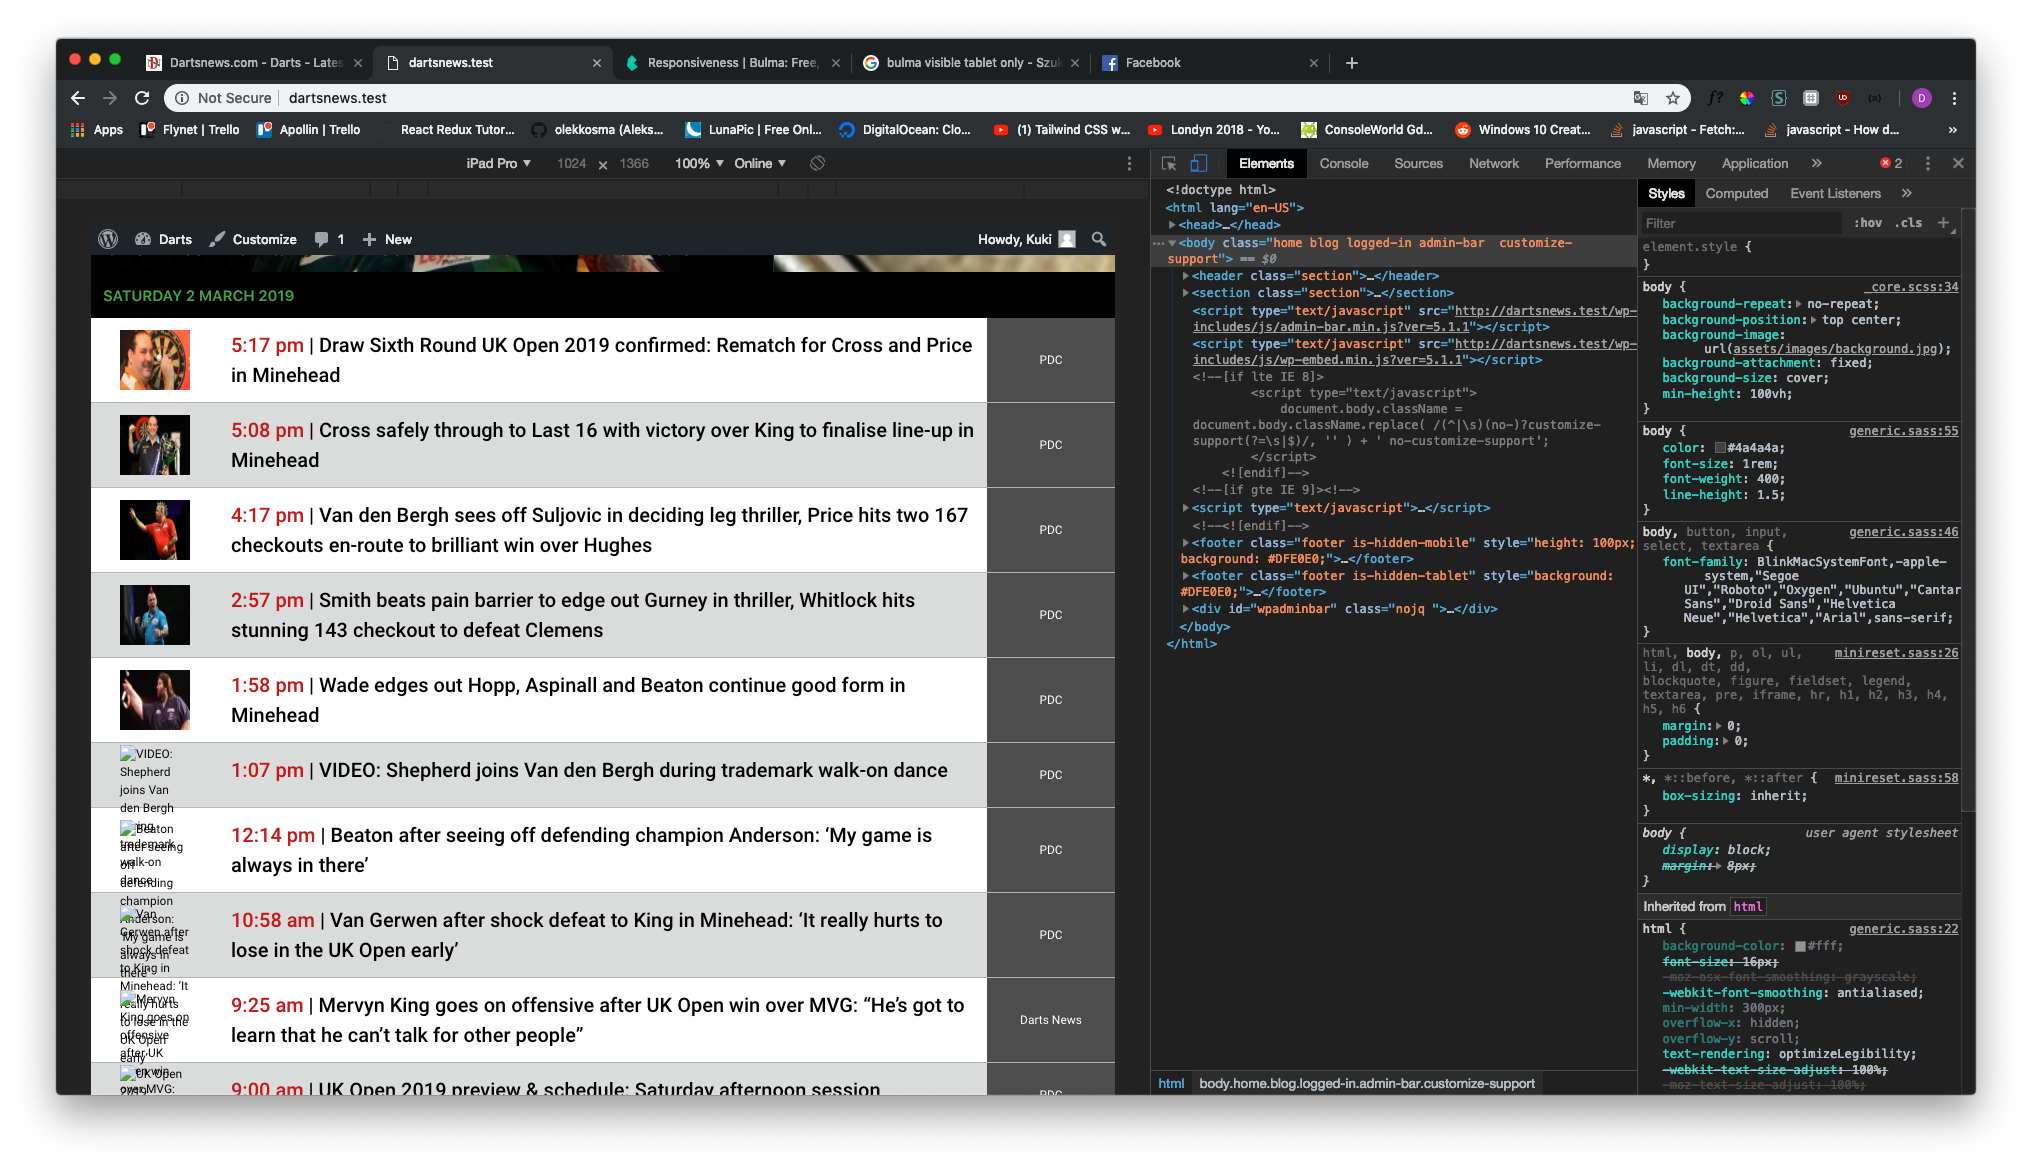 Dartsnews.com - Darts - Lates
dartsnews.test
Responsiveness | Bulma: Free,
bulma visible tablet only - Szuk
Facebook
Not Secure
dartsnews.test
Apps
Flynet | Trello
Apollin | Trello
React Redux Tutor...
olekkosma (Aleks...
LunaPic | Free Onl...
DigitalOcean: Clo...
(1) Tailwind CSS w...
Londyn 2018 - Yo...
ConsoleWorld Gd...
Windows 10 Creat...
javascript - Fetch:...
javascript - How d...
iPad Pro
1024 x 1366
100%
Online
Elements
Console
Sources
Network
Performance
Memory
Application
2
Darts
Customize
1
New
Howdy, Kuki
SATURDAY 2 MARCH 2019
5:17 pm | Draw Sixth Round UK Open 2019 confirmed: Rematch for Cross and Price
in Minehead
PDC
5:08 pm | Cross safely through to Last 16 with victory over King to finalise line-up in
Minehead
PDC
4:17 pm | Van den Bergh sees off Suljovic in deciding leg thriller, Price hits two 167
checkouts en-route to brilliant win over Hughes
PDC
2:57 pm | Smith beats pain barrier to edge out Gurney in thriller, Whitlock hits
stunning 143 checkout to defeat Clemens
PDC
1:58 pm | Wade edges out Hopp, Aspinall and Beaton continue good form in
Minehead
PDC
VIDEO:
Shepherd
joins Van
den Bergh
1:07 pm | VIDEO: Shepherd joins Van den Bergh during trademark walk-on dance
PDC
Beaton
after seeing
off
defending
champion
Anderson:
12:14 pm | Beaton after seeing off defending champion Anderson: ‘My game is
always in there’
PDC
Van
Gerwen after
shock defeat
to King in
Minehead: ‘It
10:58 am | Van Gerwen after shock defeat to King in Minehead: ‘It really hurts to
lose in the UK Open early’
PDC
Mervyn
King goes on
offensive
after UK
9:25 am | Mervyn King goes on offensive after UK Open win over MVG: “He’s got to
learn that he can’t talk for other people”
Darts News
UK Open
9:00 am | UK Open 2019 preview & schedule: Saturday afternoon session
PDC
<!doctype html>
<html lang="en-US">
<head>…</head>
<body class="home blog logged-in admin-bar  customize-
support"> == $0
<header class="section">…</header>
<section class="section">…</section>
<script type="text/javascript" src="http://dartsnews.test/wp-
includes/js/admin-bar.min.js?ver=5.1.1"></script>
<script type="text/javascript" src="http://dartsnews.test/wp-
includes/js/wp-embed.min.js?ver=5.1.1"></script>
<!--[if lte IE 8]>
<script type="text/javascript">
document.body.className =
document.body.className.replace( /(^|\s)(no-)?customize-
support(?=\s|$)/, '' ) + ' no-customize-support';
</script>
<![endif]-->
<!--[if gte IE 9]><!-->
<script type="text/javascript">…</script>
<!--<![endif]-->
<footer class="footer is-hidden-mobile" style="height: 100px;
background: #DFE0E0;">…</footer>
<footer class="footer is-hidden-tablet" style="background:
#DFE0E0;">…</footer>
<div id="wpadminbar" class="nojq ">…</div>
</body>
</html>
html
body.home.blog.logged-in.admin-bar.customize-support
Styles
Computed
Event Listeners
Filter
:hov
.cls
element.style {
}
body {
_core.scss:34
background-repeat: no-repeat;
background-position: top center;
background-image:
url(assets/images/background.jpg);
background-attachment: fixed;
background-size: cover;
min-height: 100vh;
}
body {
generic.sass:55
color: #4a4a4a;
font-size: 1rem;
font-weight: 400;
line-height: 1.5;
}
body, button, input,
generic.sass:46
select, textarea {
font-family: BlinkMacSystemFont,-apple-
system,"Segoe
UI","Roboto","Oxygen","Ubuntu","Cantar
Sans","Droid Sans","Helvetica
Neue","Helvetica","Arial",sans-serif;
}
html, body, p, ol, ul,
minireset.sass:26
li, dl, dt, dd,
blockquote, figure, fieldset, legend,
textarea, pre, iframe, hr, h1, h2, h3, h4,
h5, h6 {
margin: 0;
padding: 0;
}
*, *::before, *::after {
minireset.sass:58
box-sizing: inherit;
}
body {
user agent stylesheet
display: block;
margin: 8px;
}
Inherited from html
html {
generic.sass:22
background-color: #fff;
font-size: 16px;
-moz-osx-font-smoothing: grayscale;
-webkit-font-smoothing: antialiased;
min-width: 300px;
overflow-x: hidden;
overflow-y: scroll;
text-rendering: optimizeLegibility;
-webkit-text-size-adjust: 100%;
-moz-text-size-adjust: 100%;